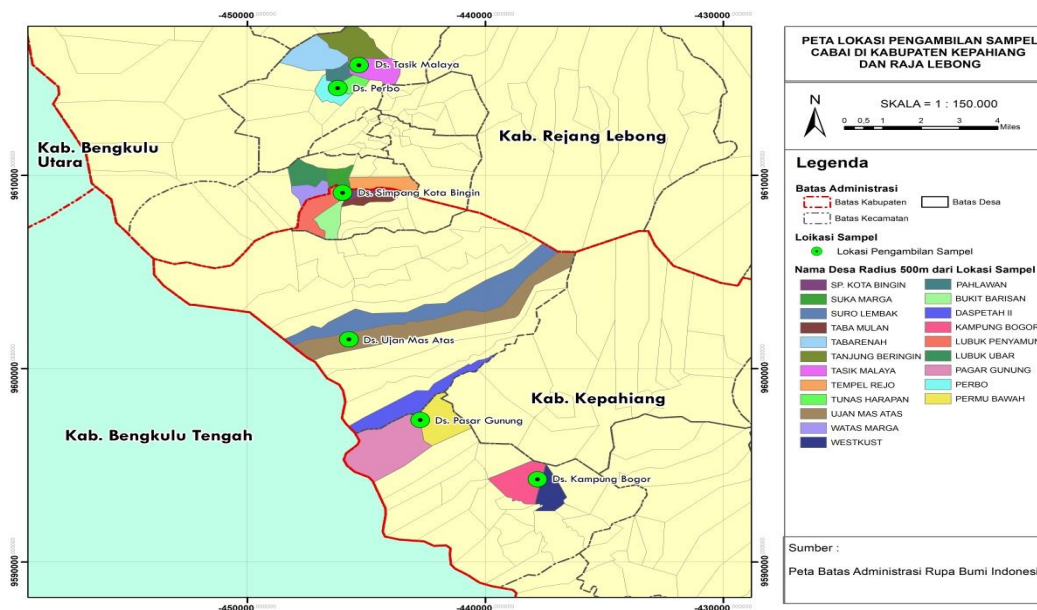 -450000
-440000
-430000
PETA LOKASI PENGAMBILAN SAMPEL
CABAI DI KABUPATEN KEPAHIANG
DAN RAJA LEBONG
N
SKALA = 1 : 150.000
0 0,5 1 2 3 4
Miles
Legenda
Batas Administrasi
Batas Kabupaten
Batas Desa
Batas Kecamatan
Loikasi Sampel
Lokasi Pengambilan Sampel
Nama Desa Radius 500m dari Lokasi Sampel
SP. KOTA BINGIN
SUKA MARGA
SURO LEMBAK
TABA MULAN
TABARENAH
TANJUNG BERINGIN
TASIK MALAYA
TEMPEL REJO
TUNAS HARAPAN
UJAN MAS ATAS
WATAS MARGA
WESTKUST
PAHLAWAN
BUKIT BARISAN
DASPETAH II
KAMPUNG BOGOR
LUBUK PENYAMUN
LUBUK UBAR
PAGAR GUNUNG
PERBO
PERMU BAWAH
Sumber :
Peta Batas Administrasi Rupa Bumi Indonesi
Ds. Tasik Malaya
Ds. Perbo
Kab. Bengkulu
Utara
Kab. Rejang Lebong
Ds. Simpang Kota Bingin
Ds. Ujan Mas Atas
Kab. Kepahiang
Ds. Pasar Gunung
Kab. Bengkulu Tengah
Ds. Kampung Bogor
9610000
9600000
9590000
9610000
9600000
9590000
-450000
-440000
-430000